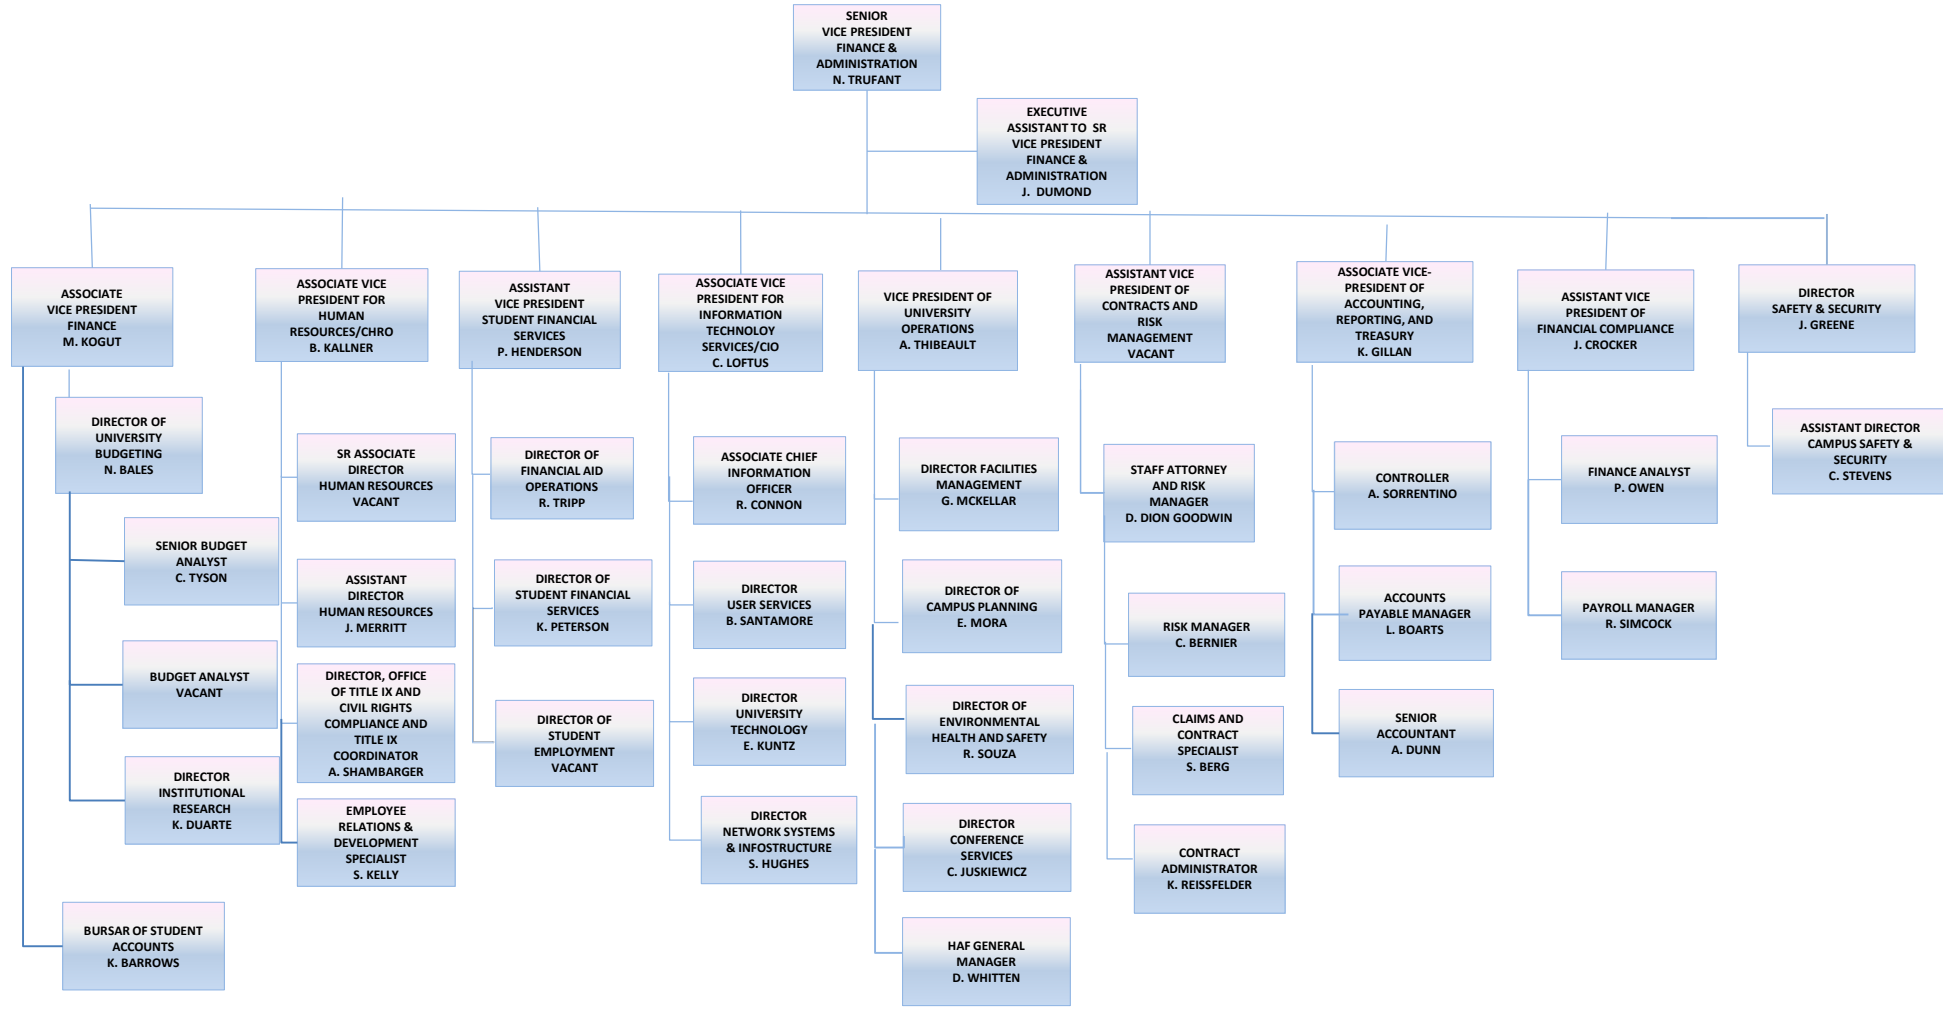 SENIOR
VICE PRESIDENT
FINANCE &
ADMINISTRATION
N. TRUFANT
EXECUTIVE
ASSISTANT TO  SR
VICE PRESIDENT
FINANCE &
ADMINISTRATION
J.  DUMOND
ASSOCIATE
VICE PRESIDENT
FINANCE
M. KOGUT
DIRECTOR OF
UNIVERSITY
BUDGETING
N. BALES
SENIOR BUDGET
ANALYST
C. TYSON
BUDGET ANALYST
VACANT
DIRECTOR
INSTITUTIONAL
RESEARCH
K. DUARTE
BURSAR OF STUDENT
ACCOUNTS
K. BARROWS
ASSOCIATE VICE
PRESIDENT FOR
HUMAN
RESOURCES/CHRO
B. KALLNER
SR ASSOCIATE
DIRECTOR
HUMAN RESOURCES
VACANT
ASSISTANT
DIRECTOR
HUMAN RESOURCES
J. MERRITT
DIRECTOR, OFFICE
OF TITLE IX AND
CIVIL RIGHTS
COMPLIANCE AND
TITLE IX
COORDINATOR
A. SHAMBARGER
EMPLOYEE
RELATIONS &
DEVELOPMENT
SPECIALIST
S. KELLY
ASSISTANT
VICE PRESIDENT
STUDENT FINANCIAL
SERVICES
P. HENDERSON
DIRECTOR OF
FINANCIAL AID
OPERATIONS
R. TRIPP
DIRECTOR OF
STUDENT FINANCIAL
SERVICES
K. PETERSON
DIRECTOR OF
STUDENT
EMPLOYMENT
VACANT
ASSOCIATE VICE
PRESIDENT FOR
INFORMATION
TECHNOLOY
SERVICES/CIO
C. LOFTUS
ASSOCIATE CHIEF
INFORMATION
OFFICER
R. CONNON
DIRECTOR
USER SERVICES
B. SANTAMORE
DIRECTOR
UNIVERSITY
TECHNOLOGY
E. KUNTZ
DIRECTOR
NETWORK SYSTEMS
& INFOSTRUCTURE
S. HUGHES
VICE PRESIDENT OF
UNIVERSITY
OPERATIONS
A. THIBEAULT
DIRECTOR FACILITIES
MANAGEMENT
G. MCKELLAR
DIRECTOR OF
CAMPUS PLANNING
E. MORA
DIRECTOR OF
ENVIRONMENTAL
HEALTH AND SAFETY
R. SOUZA
DIRECTOR
CONFERENCE
SERVICES
C. JUSKIEWICZ
HAF GENERAL
MANAGER
D. WHITTEN
ASSISTANT VICE
PRESIDENT OF
CONTRACTS AND
RISK
MANAGEMENT
VACANT
STAFF ATTORNEY
AND RISK
MANAGER
D. DION GOODWIN
RISK MANAGER
C. BERNIER
CLAIMS AND
CONTRACT
SPECIALIST
S. BERG
CONTRACT
ADMINISTRATOR
K. REISSFELDER
ASSOCIATE VICE-
PRESIDENT OF
ACCOUNTING,
REPORTING, AND
TREASURY
K. GILLAN
CONTROLLER
A. SORRENTINO
ACCOUNTS
PAYABLE MANAGER
L. BOARTS
SENIOR
ACCOUNTANT
A. DUNN
ASSISTANT VICE
PRESIDENT OF
FINANCIAL COMPLIANCE
J. CROCKER
FINANCE ANALYST
P. OWEN
PAYROLL MANAGER
R. SIMCOCK
DIRECTOR
SAFETY & SECURITY
J. GREENE
ASSISTANT DIRECTOR
CAMPUS SAFETY &
SECURITY
C. STEVENS